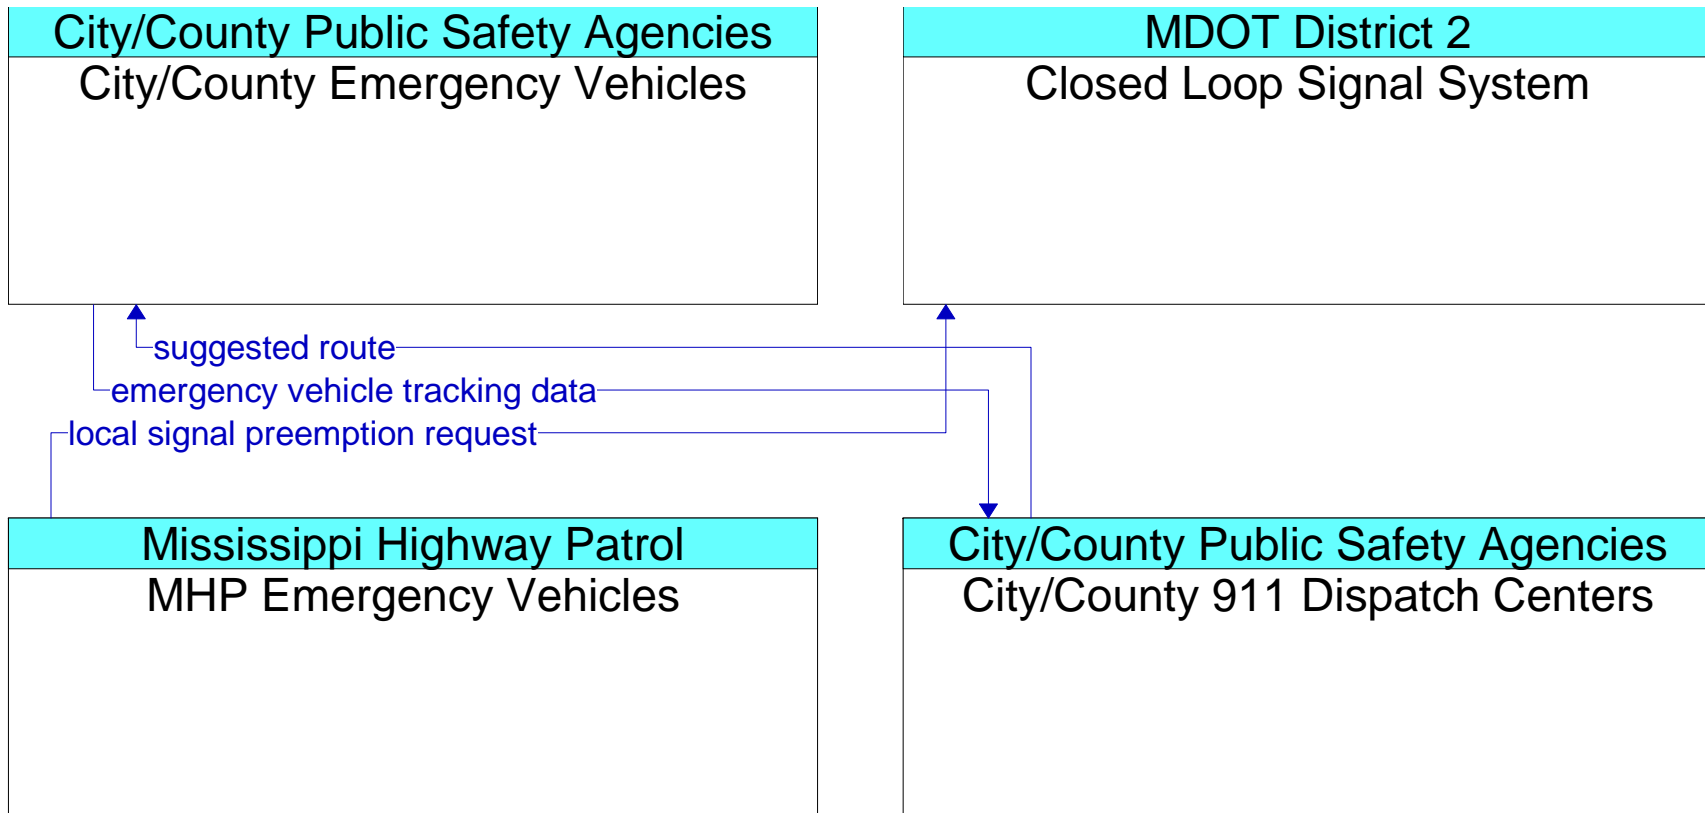 City/County Public Safety Agencies
City/County Emergency Vehicles
MDOT District 2
Closed Loop Signal System
suggested route
emergency vehicle tracking data
local signal preemption request
Mississippi Highway Patrol
MHP Emergency Vehicles
City/County Public Safety Agencies
City/County 911 Dispatch Centers